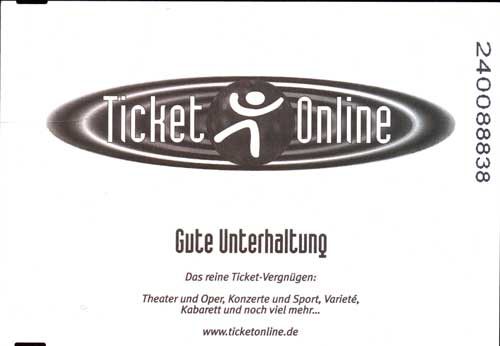 Ticket Online
240088838
Gute Unterhaltung
Das reine Ticket-Vergnügen:
Theater und Oper, Konzerte und Sport, Varieté,
Kabarett und noch viel mehr...
www.ticketonline.de